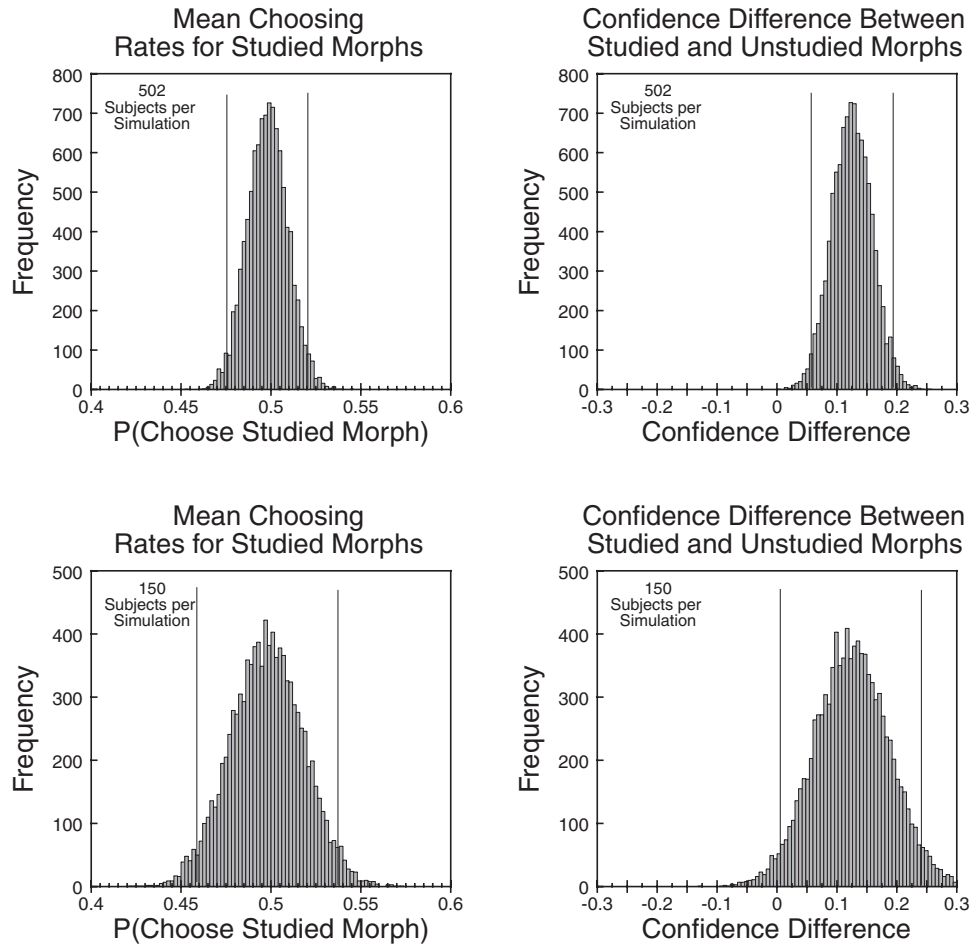 Mean Choosing
Rates for Studied Morphs
800
700
600
500
400
300
200
100
0
Frequency
502
Subjects per
Simulation
0.4 0.45 0.5 0.55 0.6
P(Choose Studied Morph)
Confidence Difference Between
Studied and Unstudied Morphs
800
700
600
500
400
300
200
100
0
Frequency
502
Subjects per
Simulation
-0.3 -0.2 -0.1 0 0.1 0.2 0.3
Confidence Difference
Mean Choosing
Rates for Studied Morphs
500
400
300
200
100
0
Frequency
150
Subjects per
Simulation
0.4 0.45 0.5 0.55 0.6
P(Choose Studied Morph)
Confidence Difference Between
Studied and Unstudied Morphs
500
400
300
200
100
0
Frequency
150
Subjects per
Simulation
-0.3 -0.2 -0.1 0 0.1 0.2 0.3
Confidence Difference